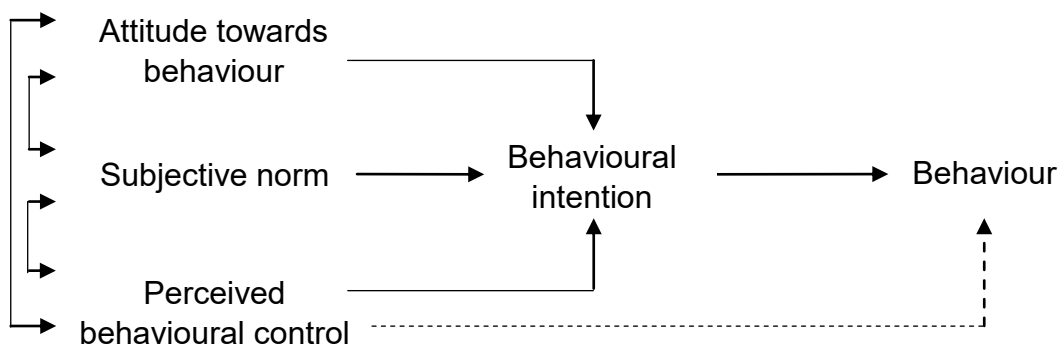 Attitude towards
behaviour
Subjective norm
Behavioural
intention
Behaviour
Perceived
behavioural control